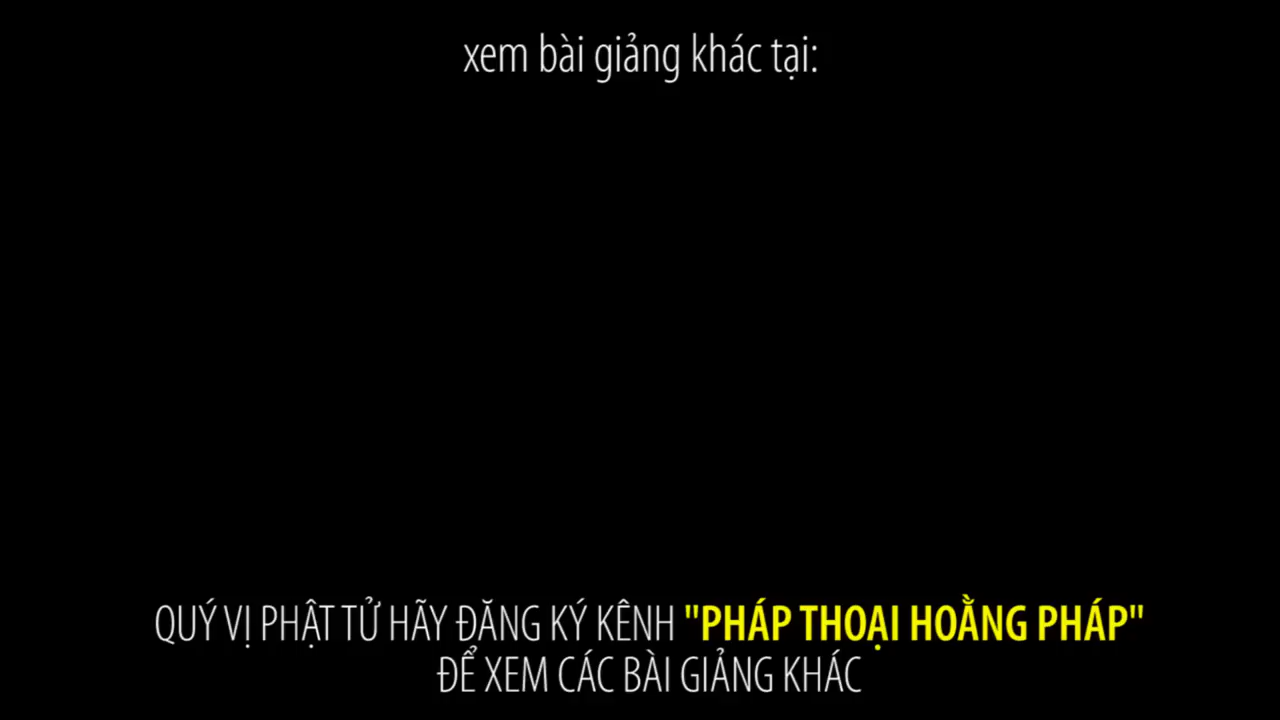 xem bài giảng khác tại:
QUÝ VỊ PHẬT TỬ HÃY ĐĂNG KÝ KÊNH "PHÁP THOẠI HOẰNG PHÁP"
ĐỂ XEM CÁC BÀI GIẢNG KHÁC